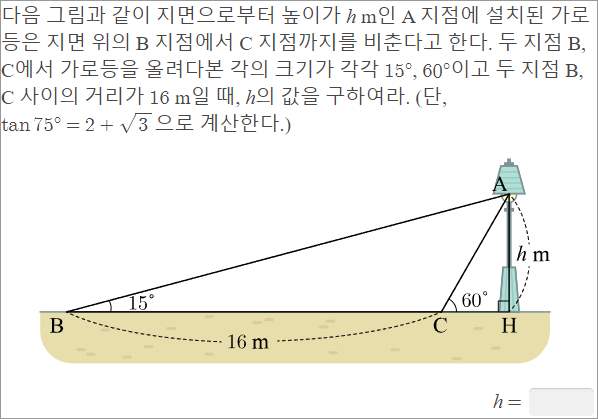 다음 그림과 같이 지면으로부터 높이가 h m인 A 지점에 설치된 가로
등은 지면 위의 B 지점에서 C 지점까지를 비춘다고 한다. 두 지점 B,
C에서 가로등을 올려다본 각의 크기가 각각 15°, 60°이고 두 지점 B,
C 사이의 거리가 16 m일 때, h의 값을 구하여라. (단,
tan 75° = 2 + √3 으로 계산한다.)
A
h m
15°
60°
B
C
H
16 m
h =